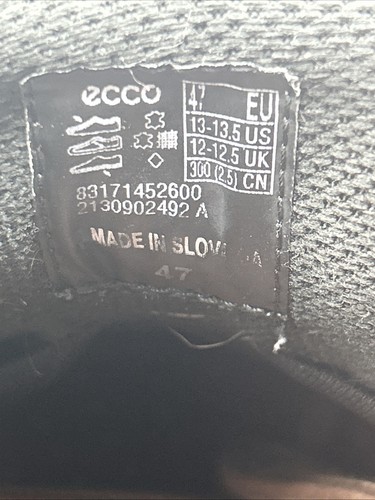 ecco
47 EU
13-13.5 US
12-12.5 UK
300 (2.5) CN
83171452600
2130902492 A
MADE IN
47